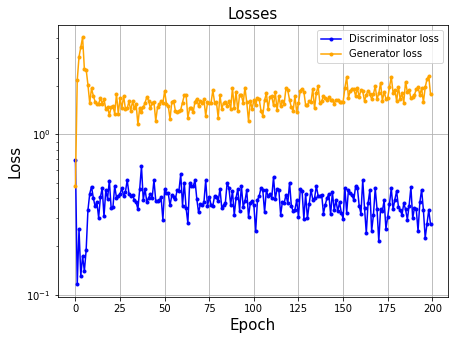 Losses
Discriminator loss
Generator loss
Loss
10⁰
10⁻¹
0 25 50 75 100 125 150 175 200
Epoch